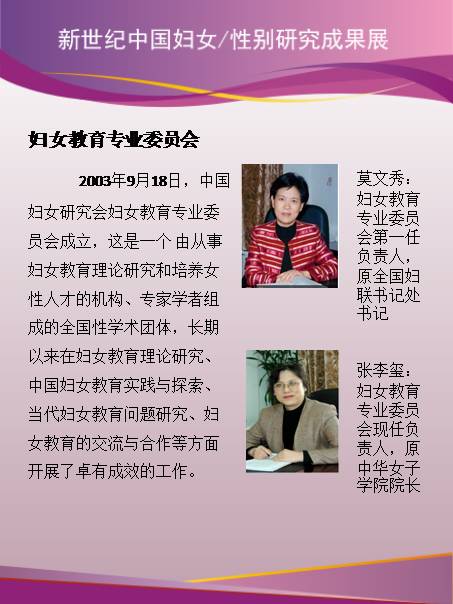 新世纪中国妇女/性别研究成果展
妇女教育专业委员会
2003年9月18日，中国
妇女研究会妇女教育专业委
员会成立，这是一个由从事
妇女教育理论研究和培养女
性人才的机构、专家学者组
成的全国性学术团体，长期
以来在妇女教育理论研究、
中国妇女教育实践与探索、
当代妇女教育问题研究、妇
女教育的交流与合作等方面
开展了卓有成效的工作。
莫文秀：
妇女教育
专业委员
会第一任
负责人，
原全国妇
联书记处
书记
张李玺：
妇女教育
专业委员
会现任负
责人，原
中华女子
学院院长